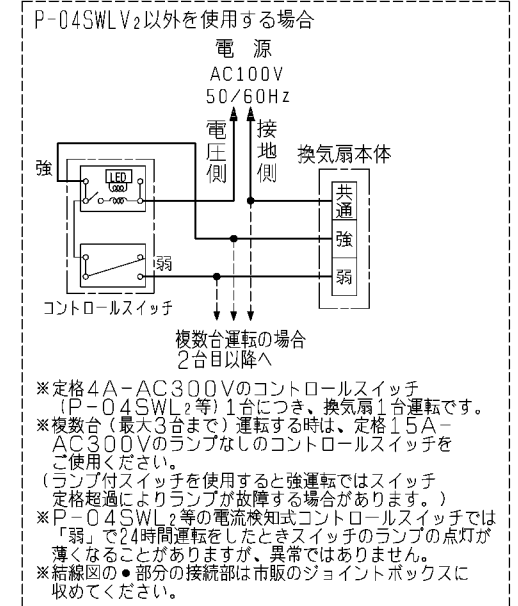 P-04SWLV₂以外を使用する場合
電源
AC100V
50/60Hz
電圧側
接地側
換気扇本体
強
LED
共通
強
弱
弱
コントロールスイッチ
複数台運転の場合
2台目以降へ
※定格4A-AC300Vのコントロールスイッチ
(P-04SWL₂等)1台につき、換気扇1台運転です。
※複数台(最大3台まで)運転する時は、定格15A-
AC300Vのランプなしのコントロールスイッチを
ご使用ください。
(ランプ付スイッチを使用すると強運転ではスイッチ
定格超過によりランプが故障する場合があります。)
※P-04SWL₂等の電流検知式コントロールスイッチでは
「弱」で24時間運転をしたときスイッチのランプの点灯が
薄くなることがありますが、異常ではありません。
※結線図の●部分の接続部は市販のジョイントボックスに
収めてください。